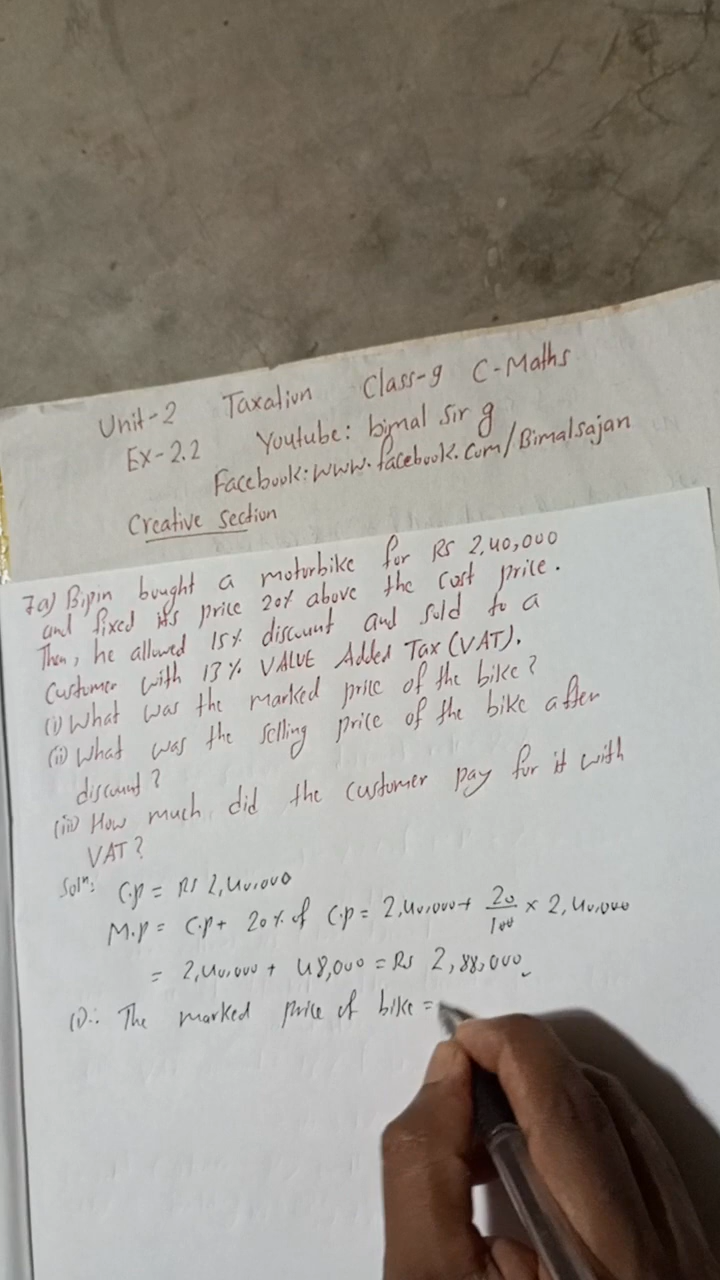 Unit-2 Taxation Class-9 C-Maths
Ex-2.2 Youtube: bimal sir g
Facebook: www.facebook.com/Bimalsajan
Creative Section
7a) Bipin bought a motorbike for RS 2,40,000
and fixed its price 20% above the cost price.
Then, he allowed 15% discount and sold to a
customer with 13% VALUE Added Tax (VAT).
(i) What was the marked price of the bike?
(ii) What was the selling price of the bike after
discount?
(iii) How much did the customer pay for it with
VAT?
Solⁿ: C.P = RS 2,40,000
M.P = C.P + 20% of C.P = 2,40,000 + 20/100 × 2,40,000
= 2,40,000 + 48,000 = RS 2,88,000
(i) ∴ The marked price of bike =